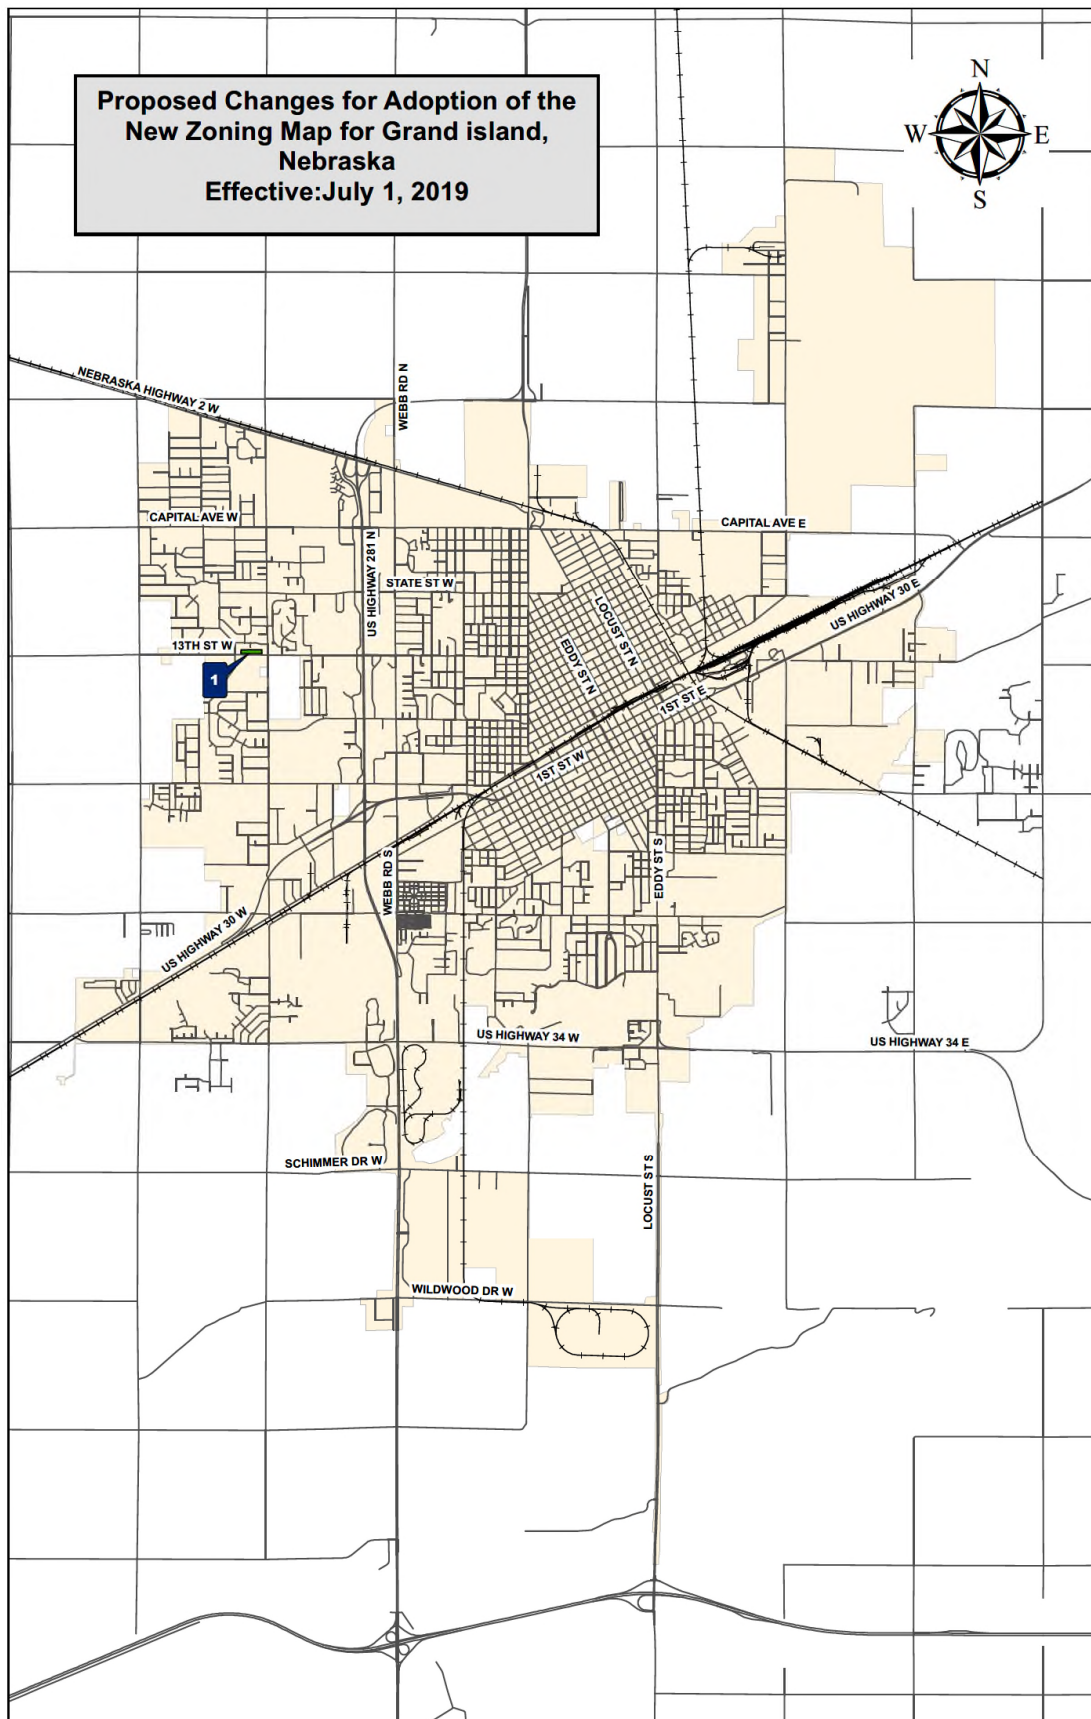 Proposed Changes for Adoption of the
New Zoning Map for Grand island,
Nebraska
Effective:July 1, 2019
N
W
E
S
NEBRASKA HIGHWAY 2 W
WEBB RD N
CAPITAL AVE W
CAPITAL AVE E
US HIGHWAY 281 N
STATE ST W
LOCUST ST N
US HIGHWAY 30 E
13TH ST W
EDDY ST N
1
1ST ST E
1ST ST W
WEBB RD S
EDDY ST S
US HIGHWAY 30 W
US HIGHWAY 34 W
US HIGHWAY 34 E
SCHIMMER DR W
LOCUST ST S
WILDWOOD DR W